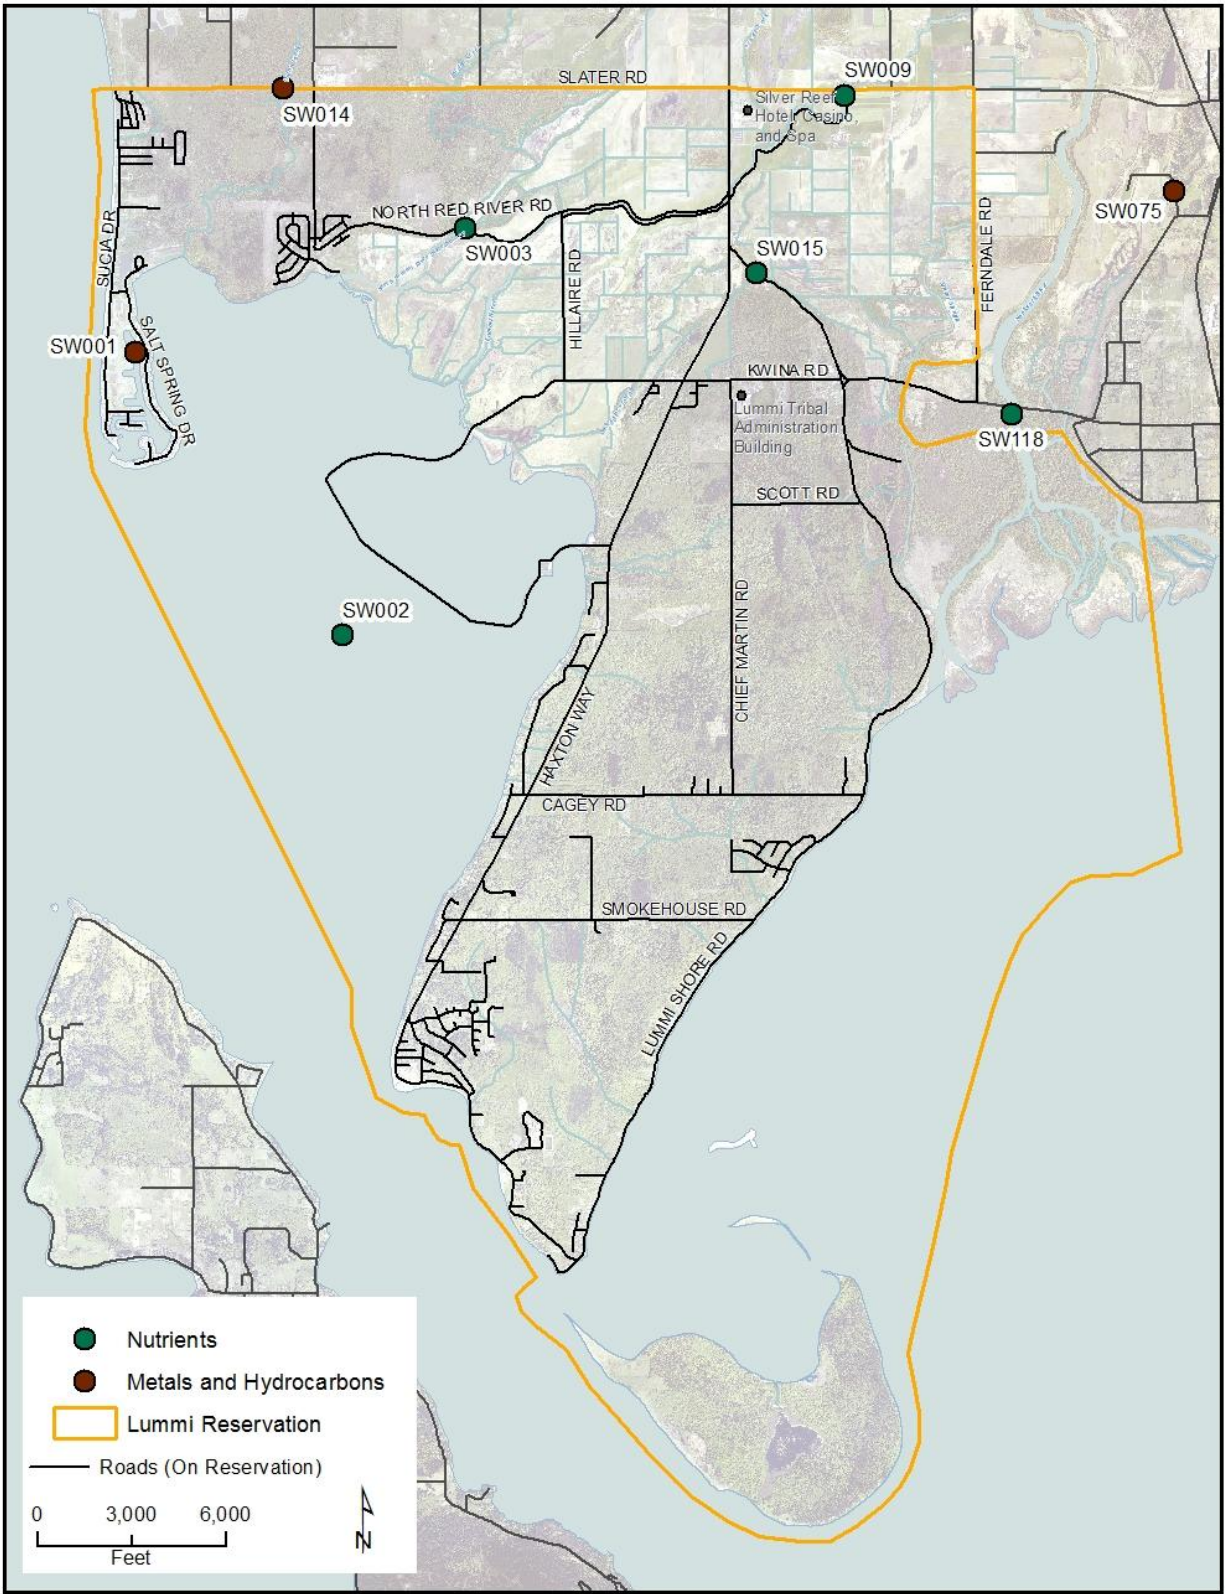 SLATER RD
SW009
SW014
Silver Reef
Hotel, Casino,
and Spa
SW075
NORTH RED RIVER RD
SW003
SUCIA DR
HILLAIRE RD
SW015
FERNDALE RD
SW001
SALT SPRING DR
KWINA RD
Lummi Tribal
Administration
Building
SW118
SCOTT RD
SW002
CHIEF MARTIN RD
HAXTON WAY
CAGEY RD
SMOKEHOUSE RD
LUMMI SHORE RD
Nutrients
Metals and Hydrocarbons
Lummi Reservation
Roads (On Reservation)
0 3,000 6,000
Feet
N